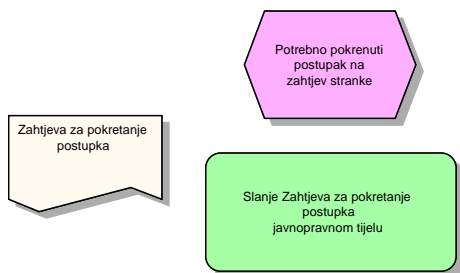 Potrebno pokrenuti
postupak na
zahtjev stranke
Zahtjeva za pokretanje
postupka
Slanje Zahtjeva za pokretanje
postupka
javnopravnom tijelu